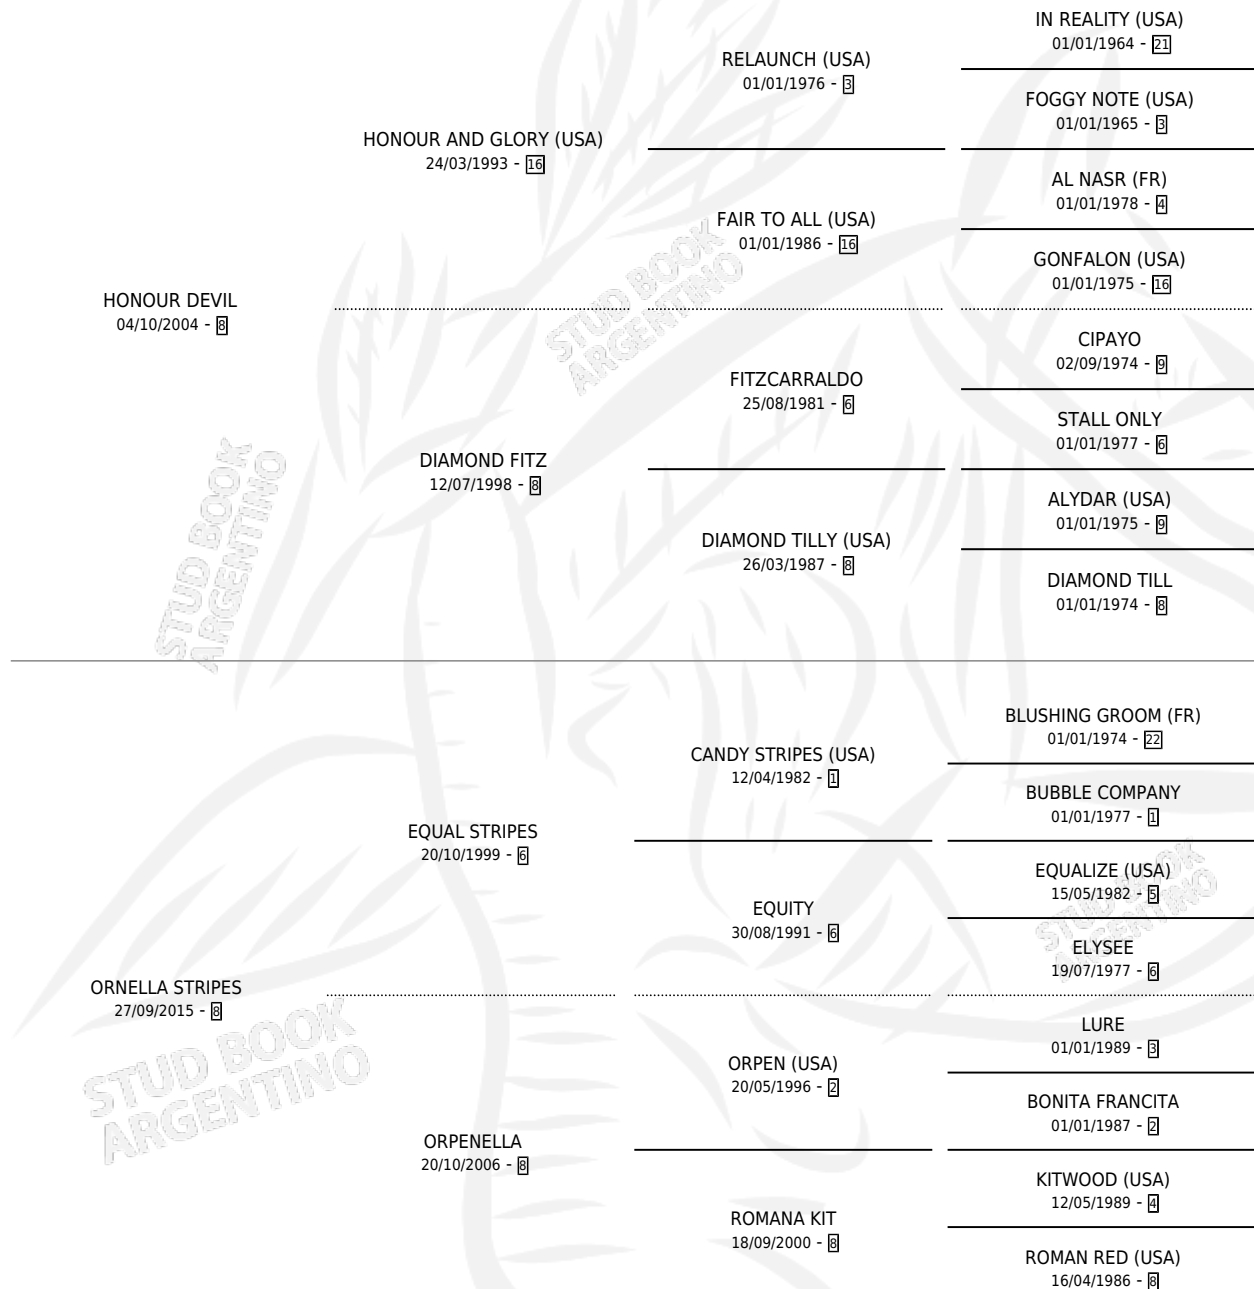 IN REALITY (USA)
01/01/1964 - 21
RELAUNCH (USA)
01/01/1976 - 3
FOGGY NOTE (USA)
01/01/1965 - 3
HONOUR AND GLORY (USA)
24/03/1993 - 16
AL NASR (FR)
01/01/1978 - 4
FAIR TO ALL (USA)
01/01/1986 - 16
GONFALON (USA)
01/01/1975 - 16
HONOUR DEVIL
04/10/2004 - 8
CIPAYO
02/09/1974 - 9
FITZCARRALDO
25/08/1981 - 6
STALL ONLY
01/01/1977 - 6
DIAMOND FITZ
12/07/1998 - 8
ALYDAR (USA)
01/01/1975 - 9
DIAMOND TILLY (USA)
26/03/1987 - 8
DIAMOND TILL
01/01/1974 - 8
BLUSHING GROOM (FR)
01/01/1974 - 22
CANDY STRIPES (USA)
12/04/1982 - 1
BUBBLE COMPANY
01/01/1977 - 1
EQUAL STRIPES
20/10/1999 - 6
EQUALIZE (USA)
15/05/1982 - 5
EQUITY
30/08/1991 - 6
ELYSEE
19/07/1977 - 6
ORNELLA STRIPES
27/09/2015 - 8
LURE
01/01/1989 - 3
ORPEN (USA)
20/05/1996 - 2
BONITA FRANCITA
01/01/1987 - 2
ORPENELLA
20/10/2006 - 8
KITWOOD (USA)
12/05/1989 - 4
ROMANA KIT
18/09/2000 - 8
ROMAN RED (USA)
16/04/1986 - 8
STUD BOOK
ARGENTINO
STUD BOOK
ARGENTINO
STUD BOOK
ARGENTINO
STUD BOOK
ARGENTINO